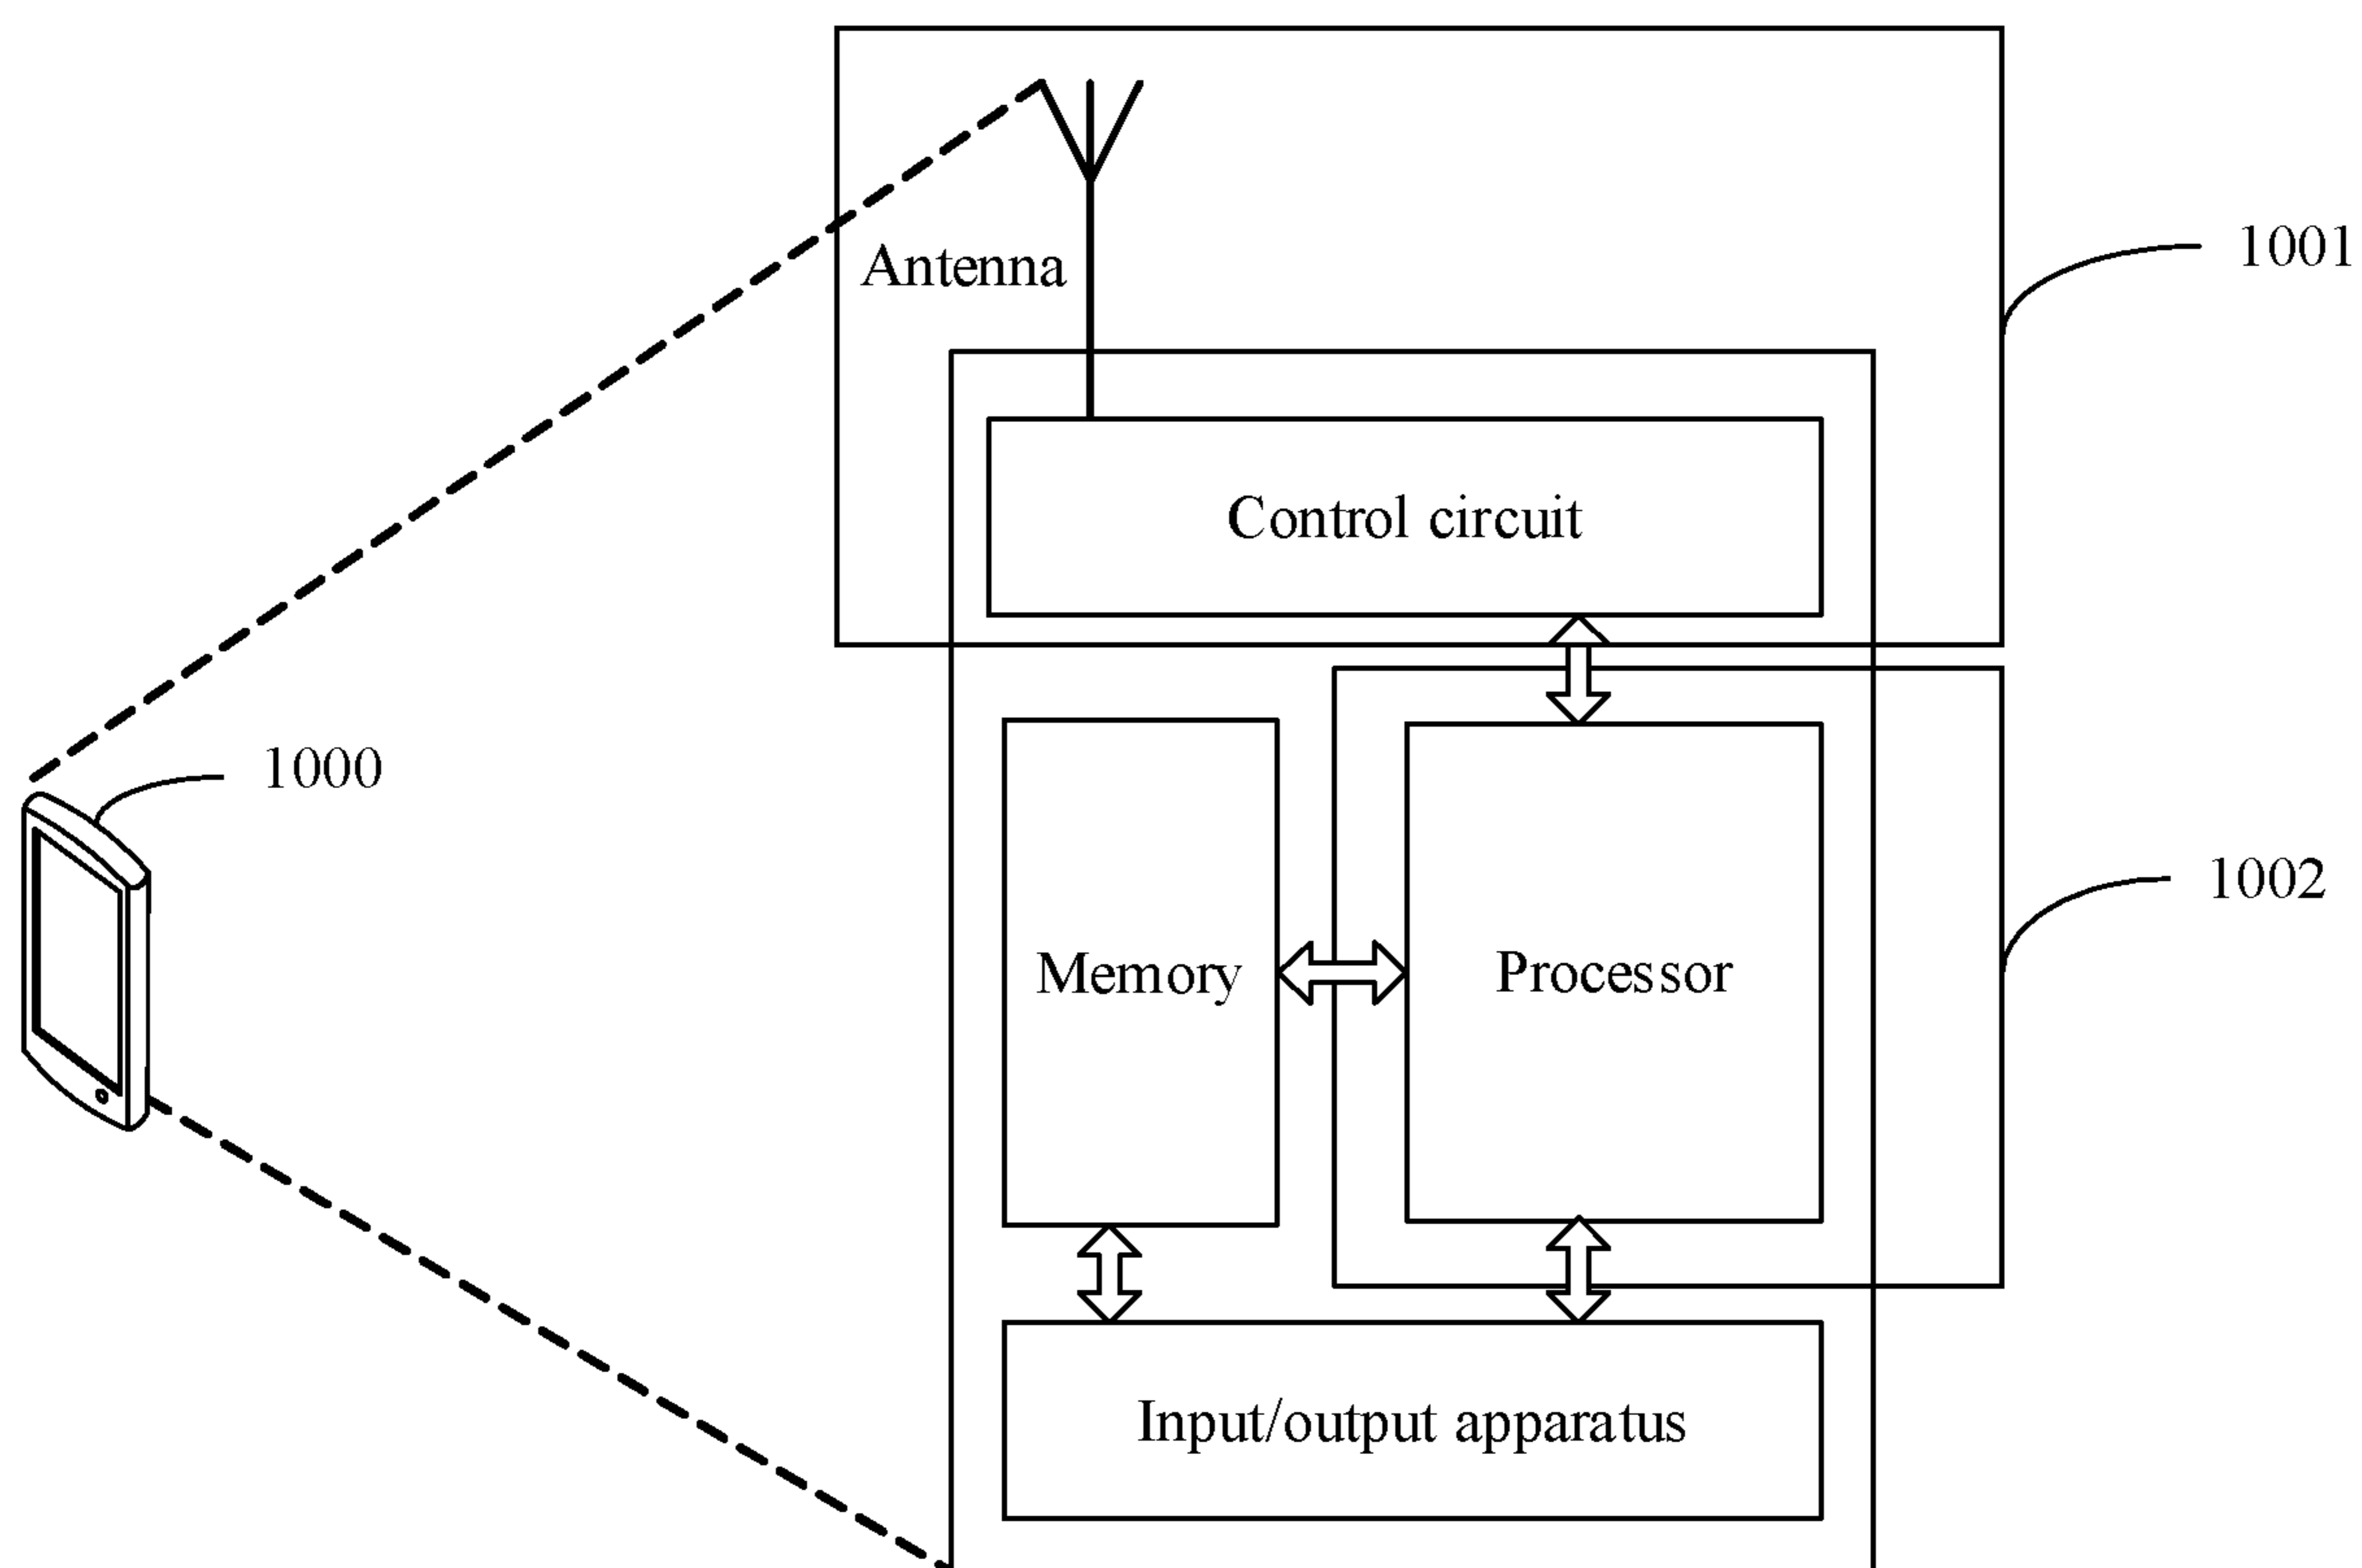 1001
Antenna
Control circuit
1000
1002
Memory
Processor
Input/output apparatus